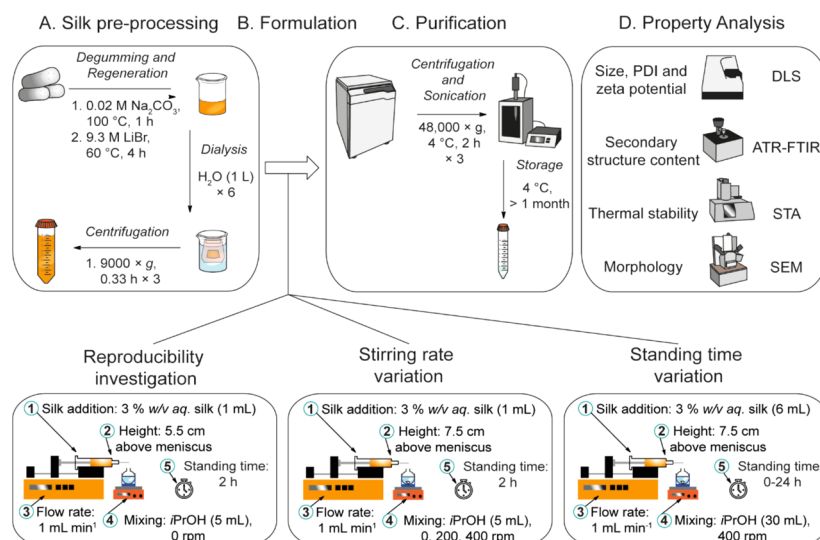 A. Silk pre-processing
B. Formulation
C. Purification
D. Property Analysis
Degumming and
Regeneration
1. 0.02 M Na₂CO₃,
100 °C, 1 h
2. 9.3 M LiBr,
60 °C, 4 h
Dialysis
H₂O (1 L)
× 6
Centrifugation
1. 9000 × g,
0.33 h × 3
Centrifugation
and
Sonication
48,000 × g,
4 °C, 2 h
× 3
Storage
4 °C,
> 1 month
Size, PDI and
zeta potential
DLS
Secondary
structure content
ATR-FTIR
Thermal stability
STA
Morphology
SEM
Reproducibility
investigation
1 Silk addition: 3 % w/v aq. silk (1 mL)
2 Height: 5.5 cm
above meniscus
5 Standing time:
2 h
3 Flow rate:
1 mL min¹
4 Mixing: iPrOH (5 mL),
0 rpm
Stirring rate
variation
1 Silk addition: 3 % w/v aq. silk (1 mL)
2 Height: 7.5 cm
above meniscus
5 Standing time:
2 h
3 Flow rate:
1 mL min¹
4 Mixing: iPrOH (5 mL),
0, 200, 400 rpm
Standing time
variation
1 Silk addition: 3 % w/v aq. silk (6 mL)
2 Height: 7.5 cm
above meniscus
5 Standing time:
0-24 h
3 Flow rate:
1 mL min⁻¹
4 Mixing: iPrOH (30 mL),
400 rpm